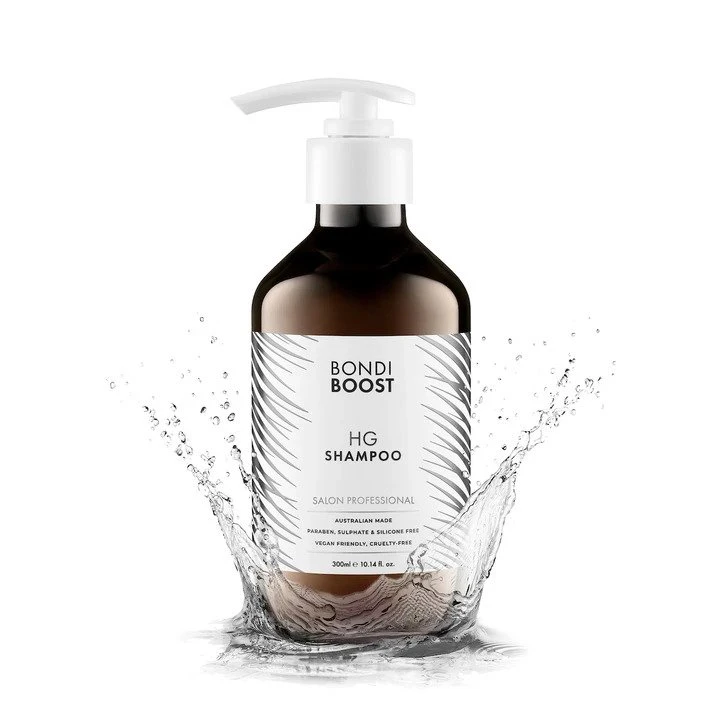 BONDI
BOOST
HG
SHAMPOO
SALON PROFESSIONAL
AUSTRALIAN MADE
PARABEN, SULPHATE & SILICONE FREE
VEGAN FRIENDLY, CRUELTY-FREE
300ml ℮ 10.14 fl. oz.